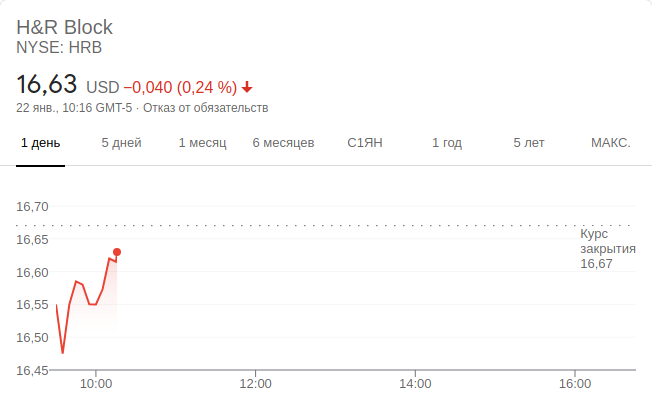 H&R Block
NYSE: HRB
16,63 USD −0,040 (0,24 %)
22 янв., 10:16 GMT-5 · Отказ от обязательств
1 день 5 дней 1 месяц 6 месяцев С1ЯН 1 год 5 лет МАКС.
16,70
16,65
16,60
16,55
16,50
16,45
Курс
закрытия
16,67
10:00 12:00 14:00 16:00